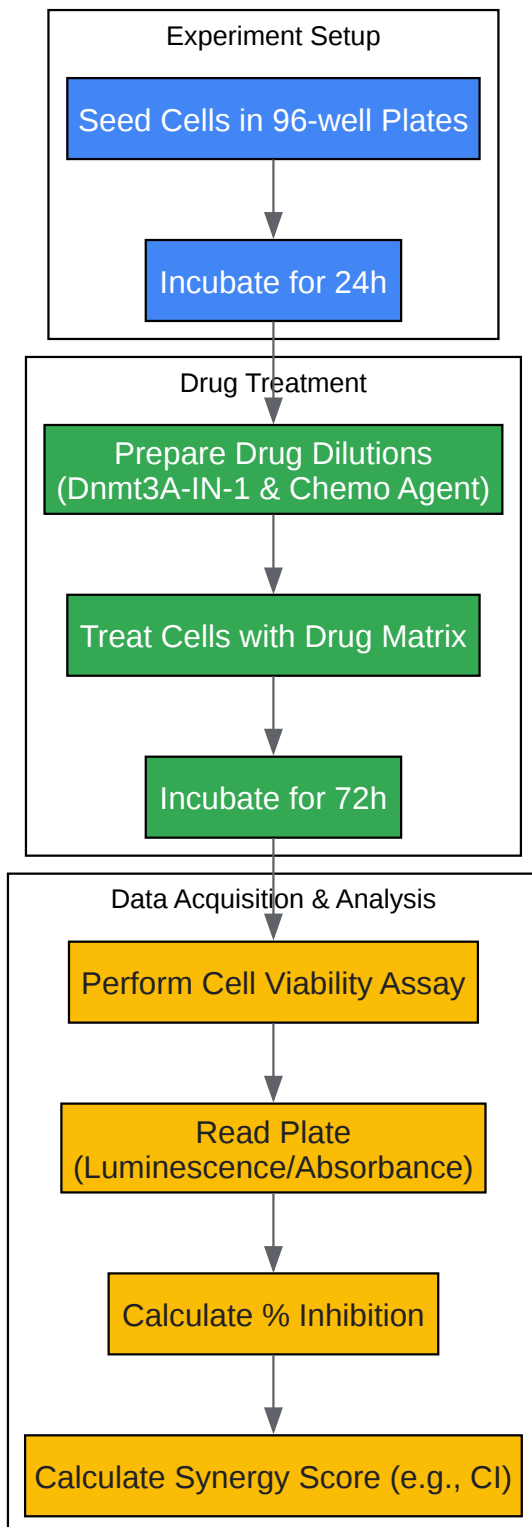 Experiment Setup
Seed Cells in 96-well Plates
Incubate for 24h
Drug Treatment
Prepare Drug Dilutions
(Dnmt3A-IN-1 & Chemo Agent)
Treat Cells with Drug Matrix
Incubate for 72h
Data Acquisition & Analysis
Perform Cell Viability Assay
Read Plate
(Luminescence/Absorbance)
Calculate % Inhibition
Calculate Synergy Score (e.g., CI)